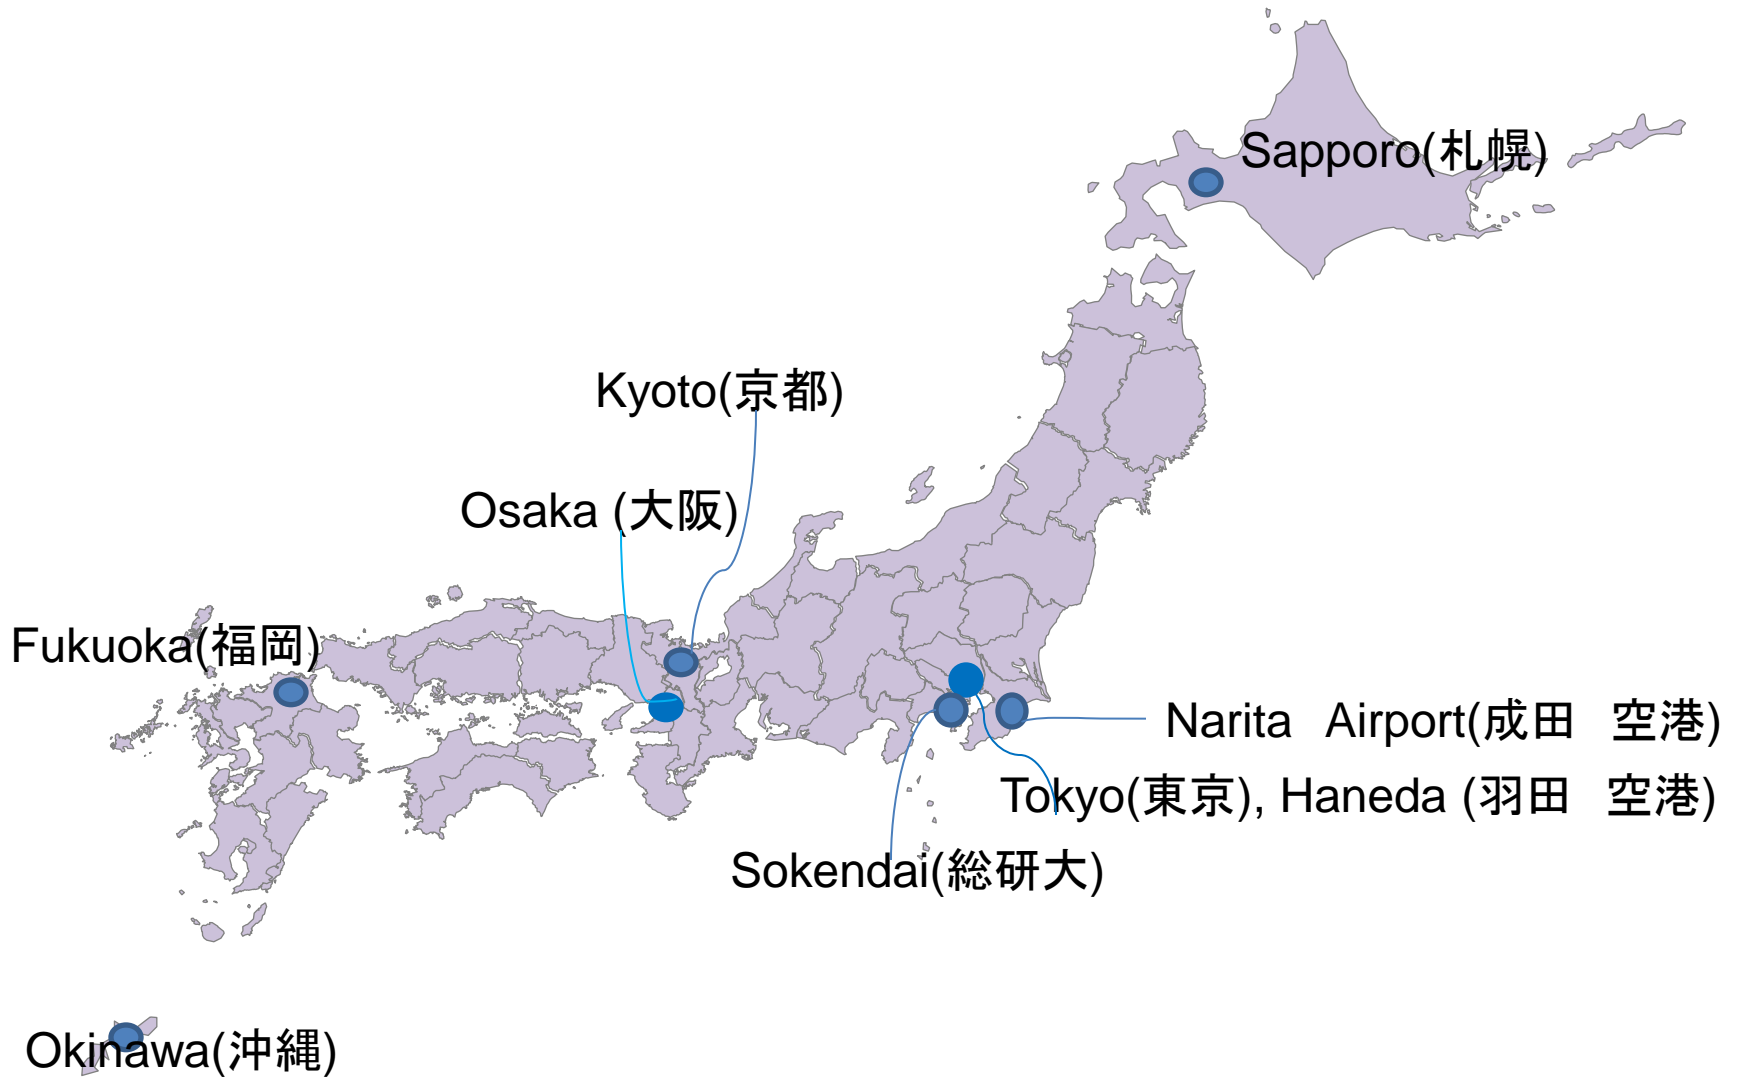 Sapporo(札幌)
Kyoto(京都)
Osaka (大阪)
Fukuoka(福岡)
Narita　Airport(成田　空港)
Tokyo(東京), Haneda (羽田　空港)
Sokendai(総研大)
Okinawa(沖縄)